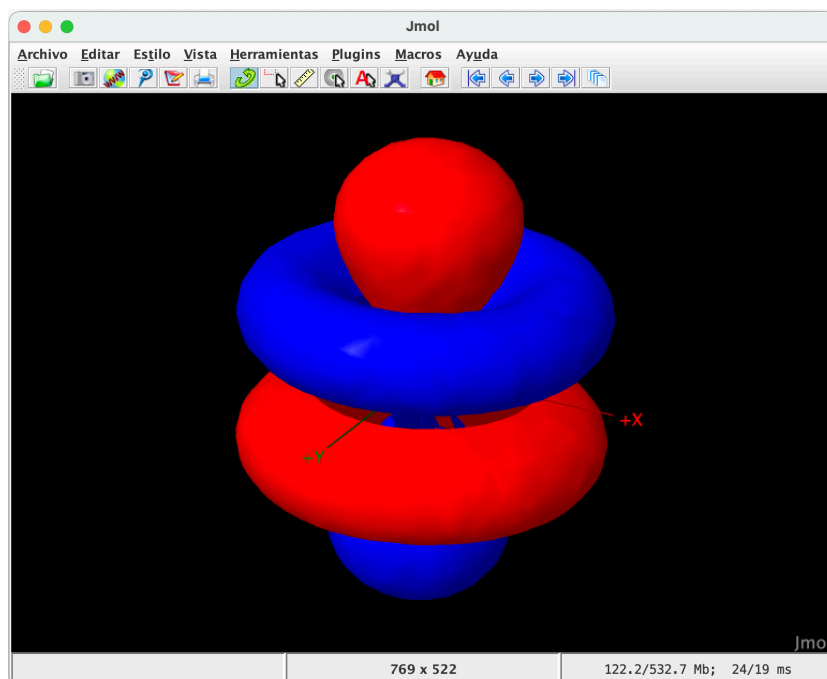 Jmol
Archivo Editar Estilo Vista Herramientas Plugins Macros Ayuda
+X
+Y
Jmo
769 x 522 122.2/532.7 Mb; 24/19 ms